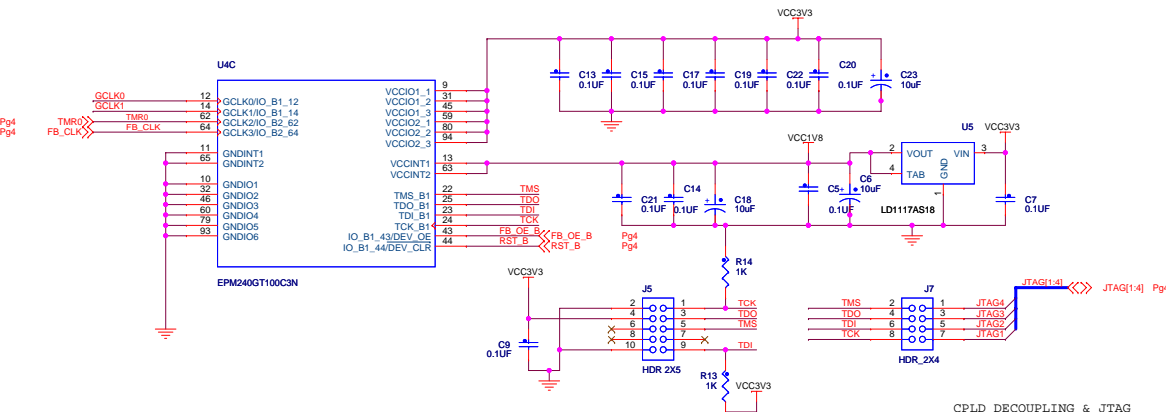 VCC3V3
U4C
C13 0.1UF
C15 0.1UF
C17 0.1UF
C19 0.1UF
C22 0.1UF
C20 0.1UF
C23 10uF
GCLK0 12 GCLK0/IO_B1_12
GCLK1 14 GCLK1/IO_B1_14
Pg4 TMR0 TMR0 62 GCLK2/IO_B2_62
Pg4 FB_CLK FB_CLK 64 GCLK3/IO_B2_64
11 GNDINT1
65 GNDINT2
10 GNDIO1
32 GNDIO2
46 GNDIO3
60 GNDIO4
79 GNDIO5
93 GNDIO6
VCCIO1_1 9
VCCIO1_2 31
VCCIO1_3 45
VCCIO2_1 59
VCCIO2_2 80
VCCIO2_3 94
VCCINT1 13
VCCINT2 63
TMS_B1 22 TMS
TDO_B1 25 TDO
TDI_B1 23 TDI
TCK_B1 24 TCK
IO_B1_43/DEV_OE 43 FB_OE_B FB_OE_B Pg4
IO_B1_44/DEV_CLR 44 RST_B RST_B Pg4
EPM240GT100C3N
VCC1V8
U5
VCC3V3
2 VOUT VIN 3
4 TAB GND 1
LD1117AS18
C21 0.1UF
C14 0.1UF
C18 10uF
C5 0.1UF
C6 10uF
C7 0.1UF
R14 1K
VCC3V3
J5
2 1 TCK
4 3 TDO
6 5 TMS
8 7
10 9 TDI
HDR 2X5
C9 0.1UF
R13 1K
VCC3V3
J7
TMS 2 1 JTAG4
TDO 4 3 JTAG3
TDI 6 5 JTAG2
TCK 8 7 JTAG1
HDR_2X4
JTAG[1:4] JTAG[1:4] Pg4
CPLD DECOUPLING & JTAG